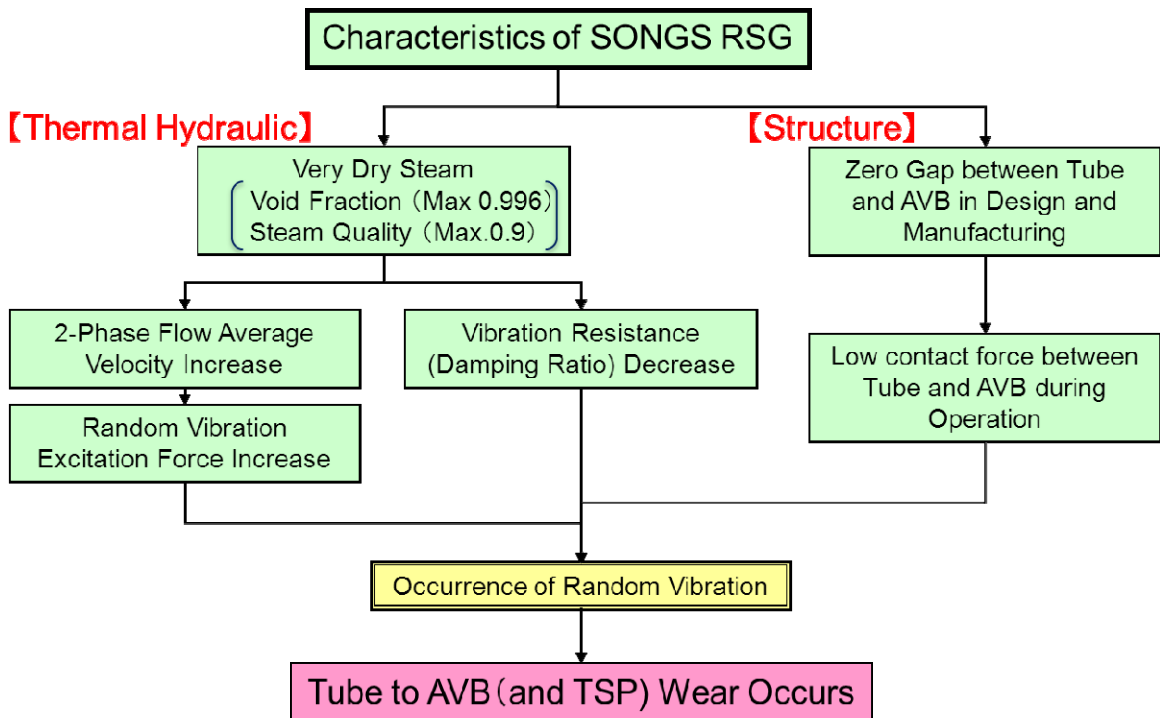 Characteristics of SONGS RSG
【Thermal Hydraulic】
【Structure】
Very Dry Steam
Void Fraction (Max 0.996)
Steam Quality (Max.0.9)
Zero Gap between Tube
and AVB in Design and
Manufacturing
2-Phase Flow Average
Velocity Increase
Vibration Resistance
(Damping Ratio) Decrease
Low contact force between
Tube and AVB during
Operation
Random Vibration
Excitation Force Increase
Occurrence of Random Vibration
Tube to AVB(and TSP) Wear Occurs